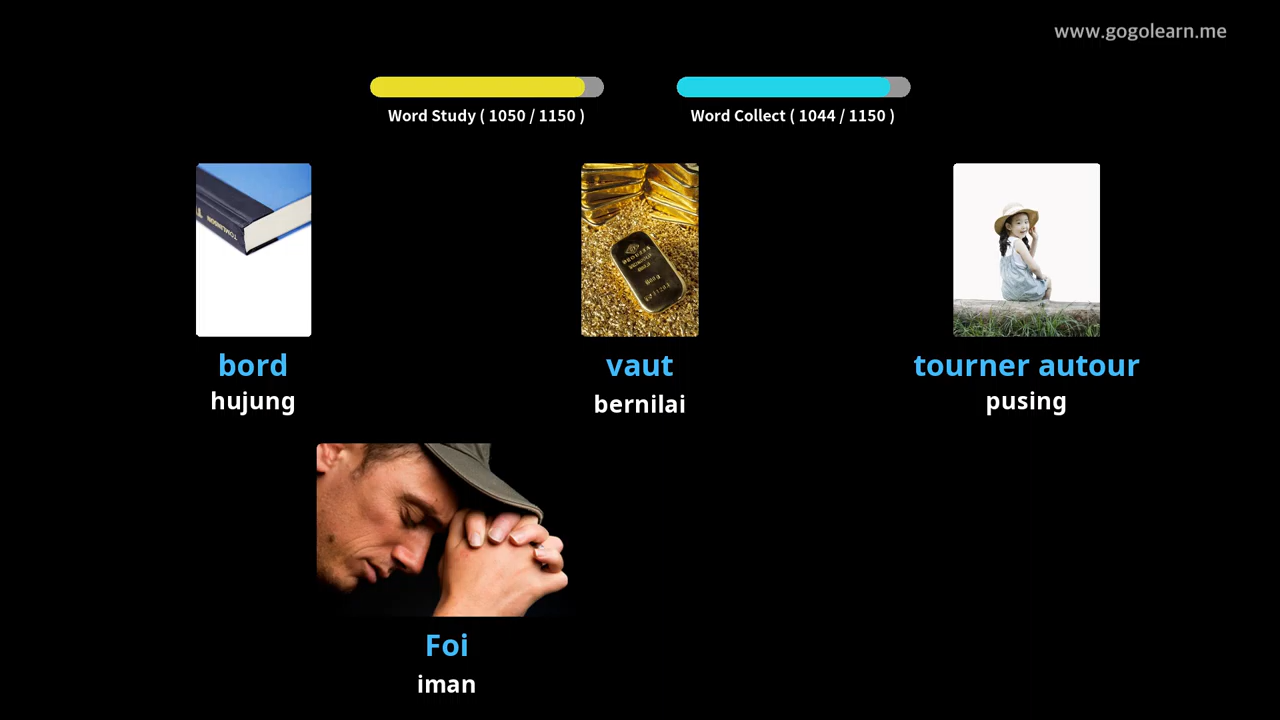 www.gogolearn.me
Word Study ( 1050 / 1150 )
Word Collect ( 1044 / 1150 )
TOMLINSON
bord
vaut
tourner autour
hujung
bernilai
pusing
Foi
iman